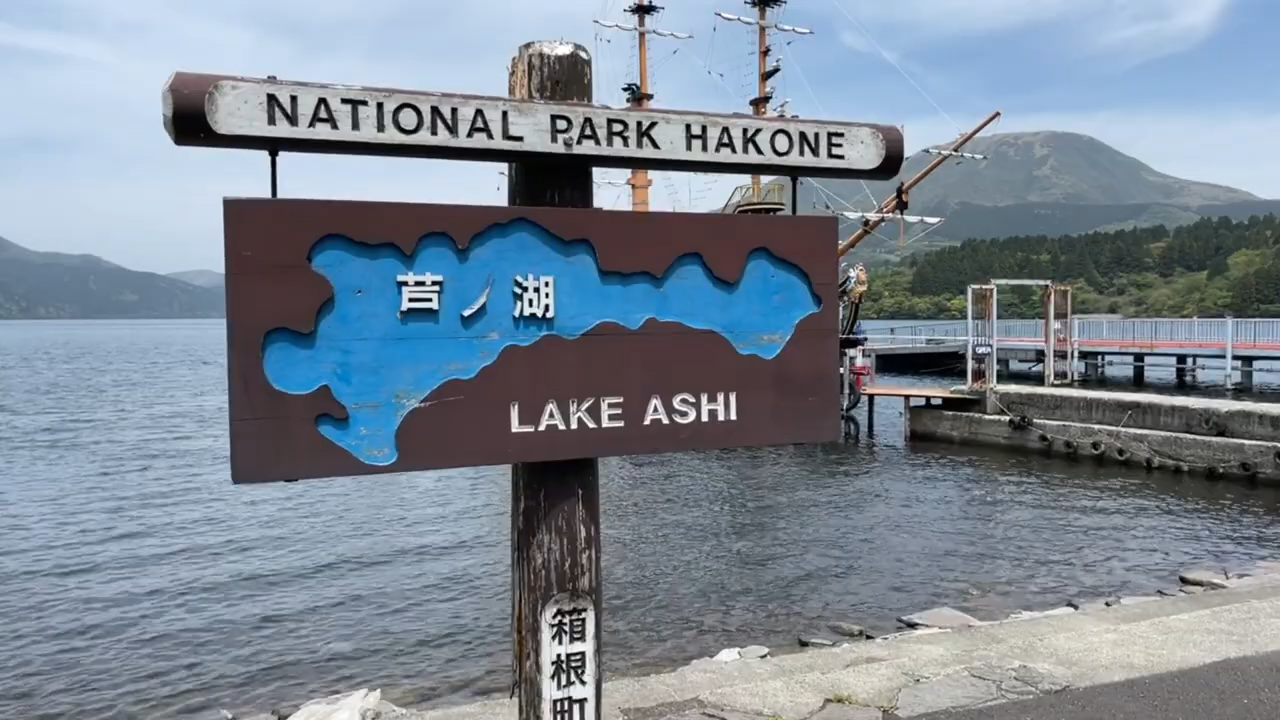 NATIONAL PARK HAKONE
芦ノ湖
LAKE ASHI
箱根町